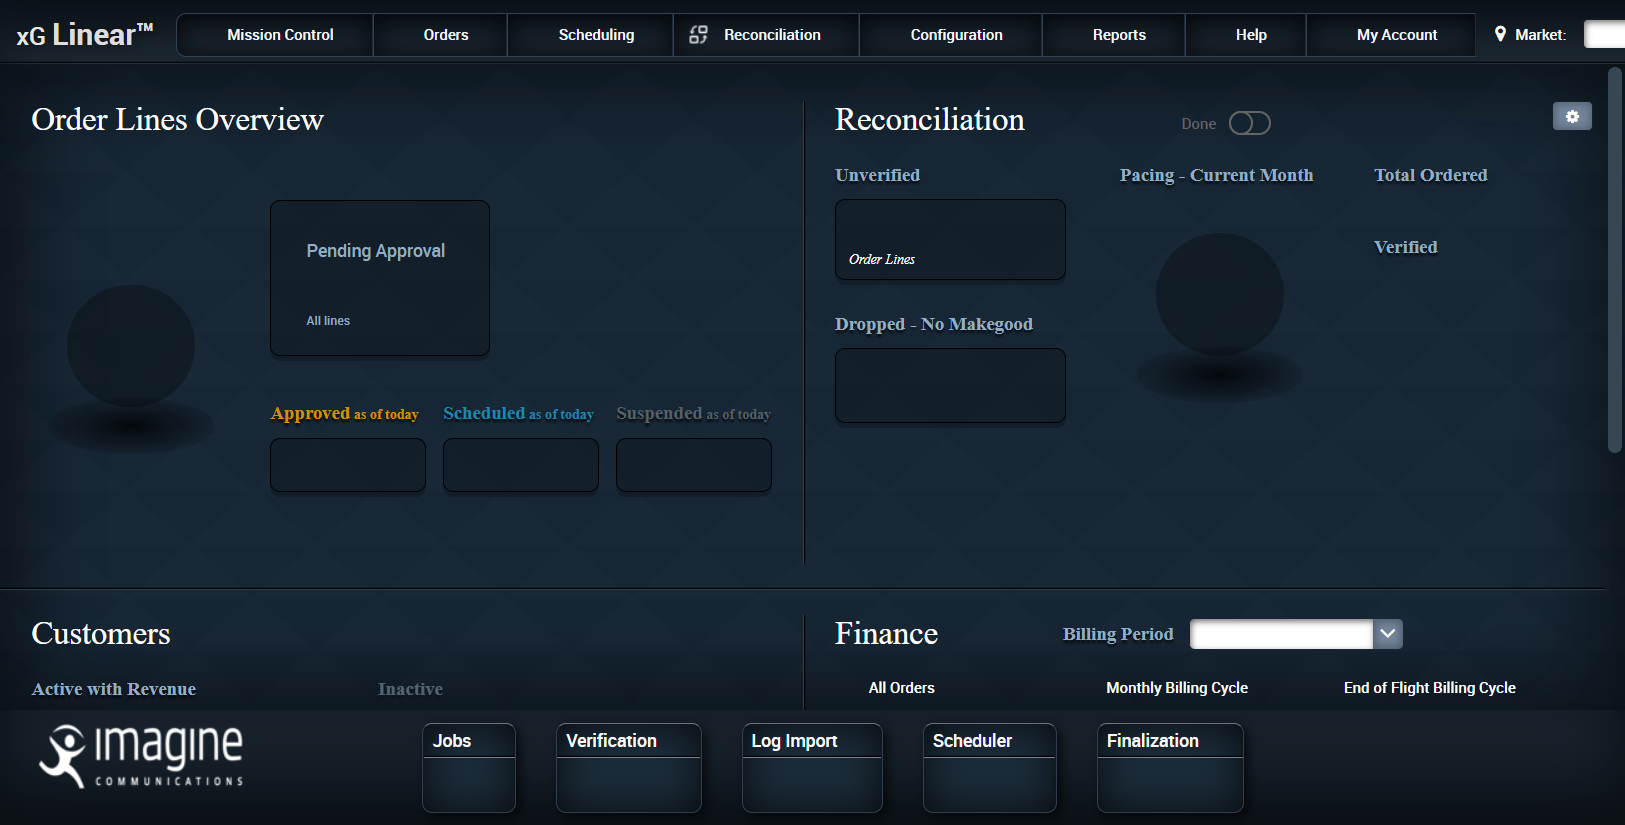 xG Linear™
Mission Control
Orders
Scheduling
Reconciliation
Configuration
Reports
Help
My Account
Market:
Order Lines Overview
Pending Approval
All lines
Approved as of today
Scheduled as of today
Suspended as of today
Reconciliation
Done
Unverified
Order Lines
Dropped - No Makegood
Pacing - Current Month
Total Ordered
Verified
Customers
Active with Revenue
Inactive
Finance
Billing Period
All Orders
Monthly Billing Cycle
End of Flight Billing Cycle
imagine
COMMUNICATIONS
Jobs
Verification
Log Import
Scheduler
Finalization